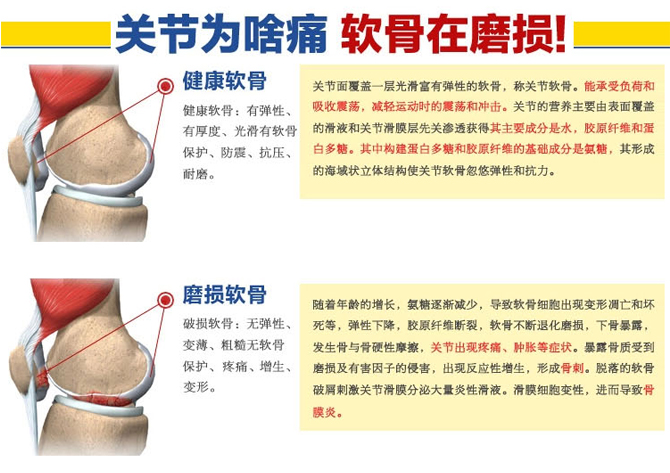 关节为啥痛 软骨在磨损!
健康软骨
健康软骨：有弹性、
有厚度、光滑有软骨
保护、防震、抗压、
耐磨。
关节面覆盖一层光滑富有弹性的软骨，称关节软骨。能承受负荷和
吸收震荡，减轻运动时的震荡和冲击。关节的营养主要由表面覆盖
的滑液和关节滑膜层先关渗透获得其主要成分是水，胶原纤维和蛋
白多糖。其中构建蛋白多糖和胶原纤维的基础成分是氨糖，其形成
的海域状立体结构使关节软骨忽悠弹性和抗力。
磨损软骨
破损软骨：无弹性、
变薄、粗糙无软骨
保护、疼痛、增生、
变形。
随着年龄的增长，氨糖逐渐减少，导致软骨细胞出现变形凋亡和坏
死等，弹性下降，胶原纤维断裂，软骨不断退化磨损，下骨暴露，
发生骨与骨硬性摩擦，关节出现疼痛、肿胀等症状。暴露骨质受到
磨损及有害因子的侵害，出现反应性增生，形成骨刺。脱落的软骨
破屑刺激关节滑膜分泌大量炎性滑液。滑膜细胞变性，进而导致骨
膜炎。